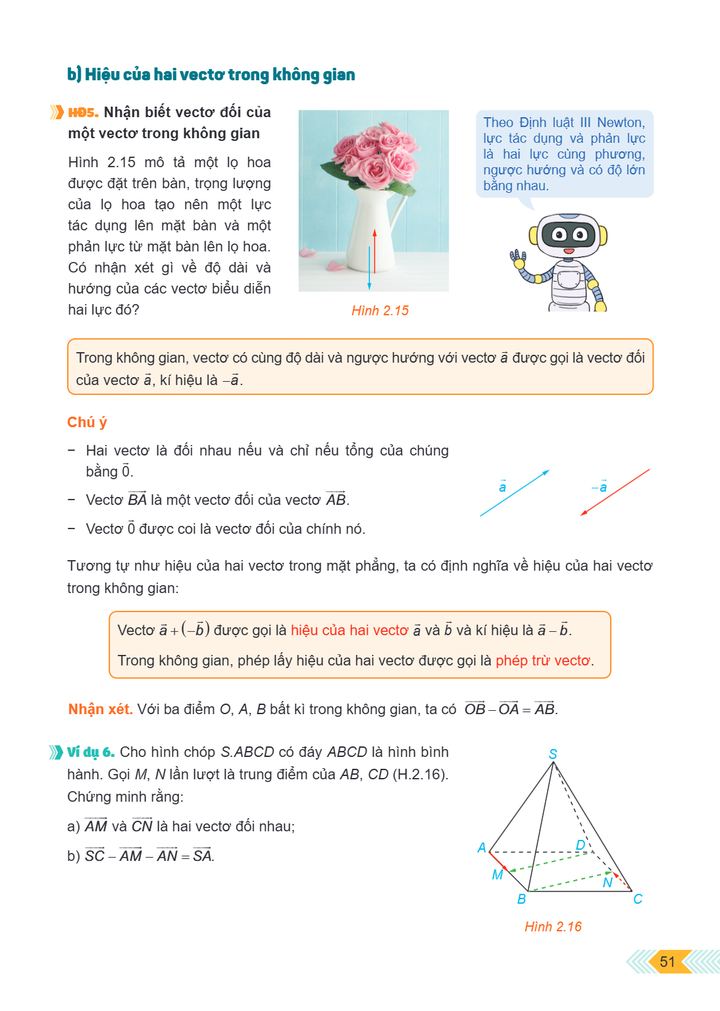 b) Hiệu của hai vectơ trong không gian
HĐ5. Nhận biết vectơ đối của
một vectơ trong không gian
Hình 2.15 mô tả một lọ hoa
được đặt trên bàn, trọng lượng
của lọ hoa tạo nên một lực
tác dụng lên mặt bàn và một
phản lực từ mặt bàn lên lọ hoa.
Có nhận xét gì về độ dài và
hướng của các vectơ biểu diễn
hai lực đó?
Hình 2.15
Theo Định luật III Newton,
lực tác dụng và phản lực
là hai lực cùng phương,
ngược hướng và có độ lớn
bằng nhau.
Trong không gian, vectơ có cùng độ dài và ngược hướng với vectơ a⃗ được gọi là vectơ đối
của vectơ a⃗, kí hiệu là −a⃗.
Chú ý
− Hai vectơ là đối nhau nếu và chỉ nếu tổng của chúng
bằng 0⃗.
− Vectơ B͞A⃗ là một vectơ đối của vectơ A͞B⃗.
− Vectơ 0⃗ được coi là vectơ đối của chính nó.
a⃗
−a⃗
Tương tự như hiệu của hai vectơ trong mặt phẳng, ta có định nghĩa về hiệu của hai vectơ
trong không gian:
Vectơ a⃗ + (−b⃗) được gọi là hiệu của hai vectơ a⃗ và b⃗ và kí hiệu là a⃗ − b⃗.
Trong không gian, phép lấy hiệu của hai vectơ được gọi là phép trừ vectơ.
Nhận xét. Với ba điểm O, A, B bất kì trong không gian, ta có O͞B⃗ − O͞A⃗ = A͞B⃗.
Ví dụ 6. Cho hình chóp S.ABCD có đáy ABCD là hình bình
hành. Gọi M, N lần lượt là trung điểm của AB, CD (H.2.16).
Chứng minh rằng:
a) A͞M⃗ và C͞N⃗ là hai vectơ đối nhau;
b) S͞C⃗ − A͞M⃗ − A͞N⃗ = S͞A⃗.
S
A
D
M
N
B
C
Hình 2.16
51